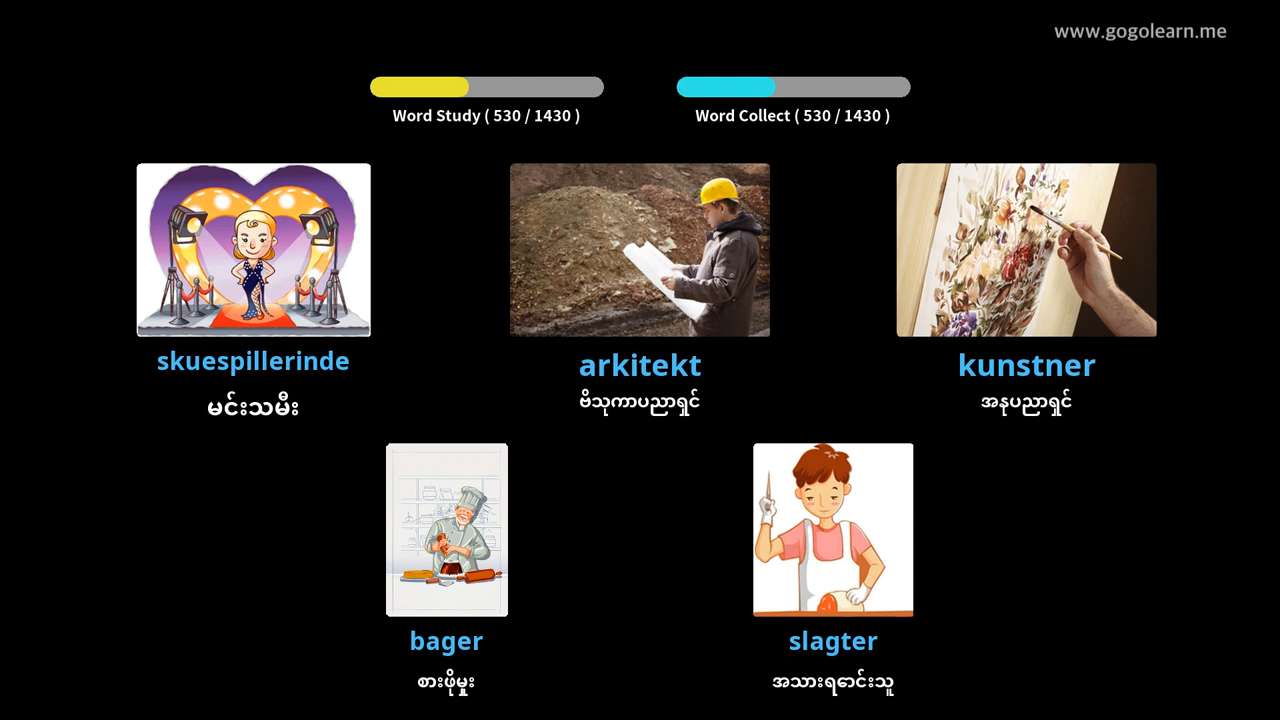 www.gogolearn.me
Word Study ( 530 / 1430 )
Word Collect ( 530 / 1430 )
skuespillerinde
arkitekt
kunstner
မင်းသမီး
ဗိသုကာပညာရှင်
အနုပညာရှင်
bager
slagter
စားဖိုမှူး
အသားရောင်းသူ